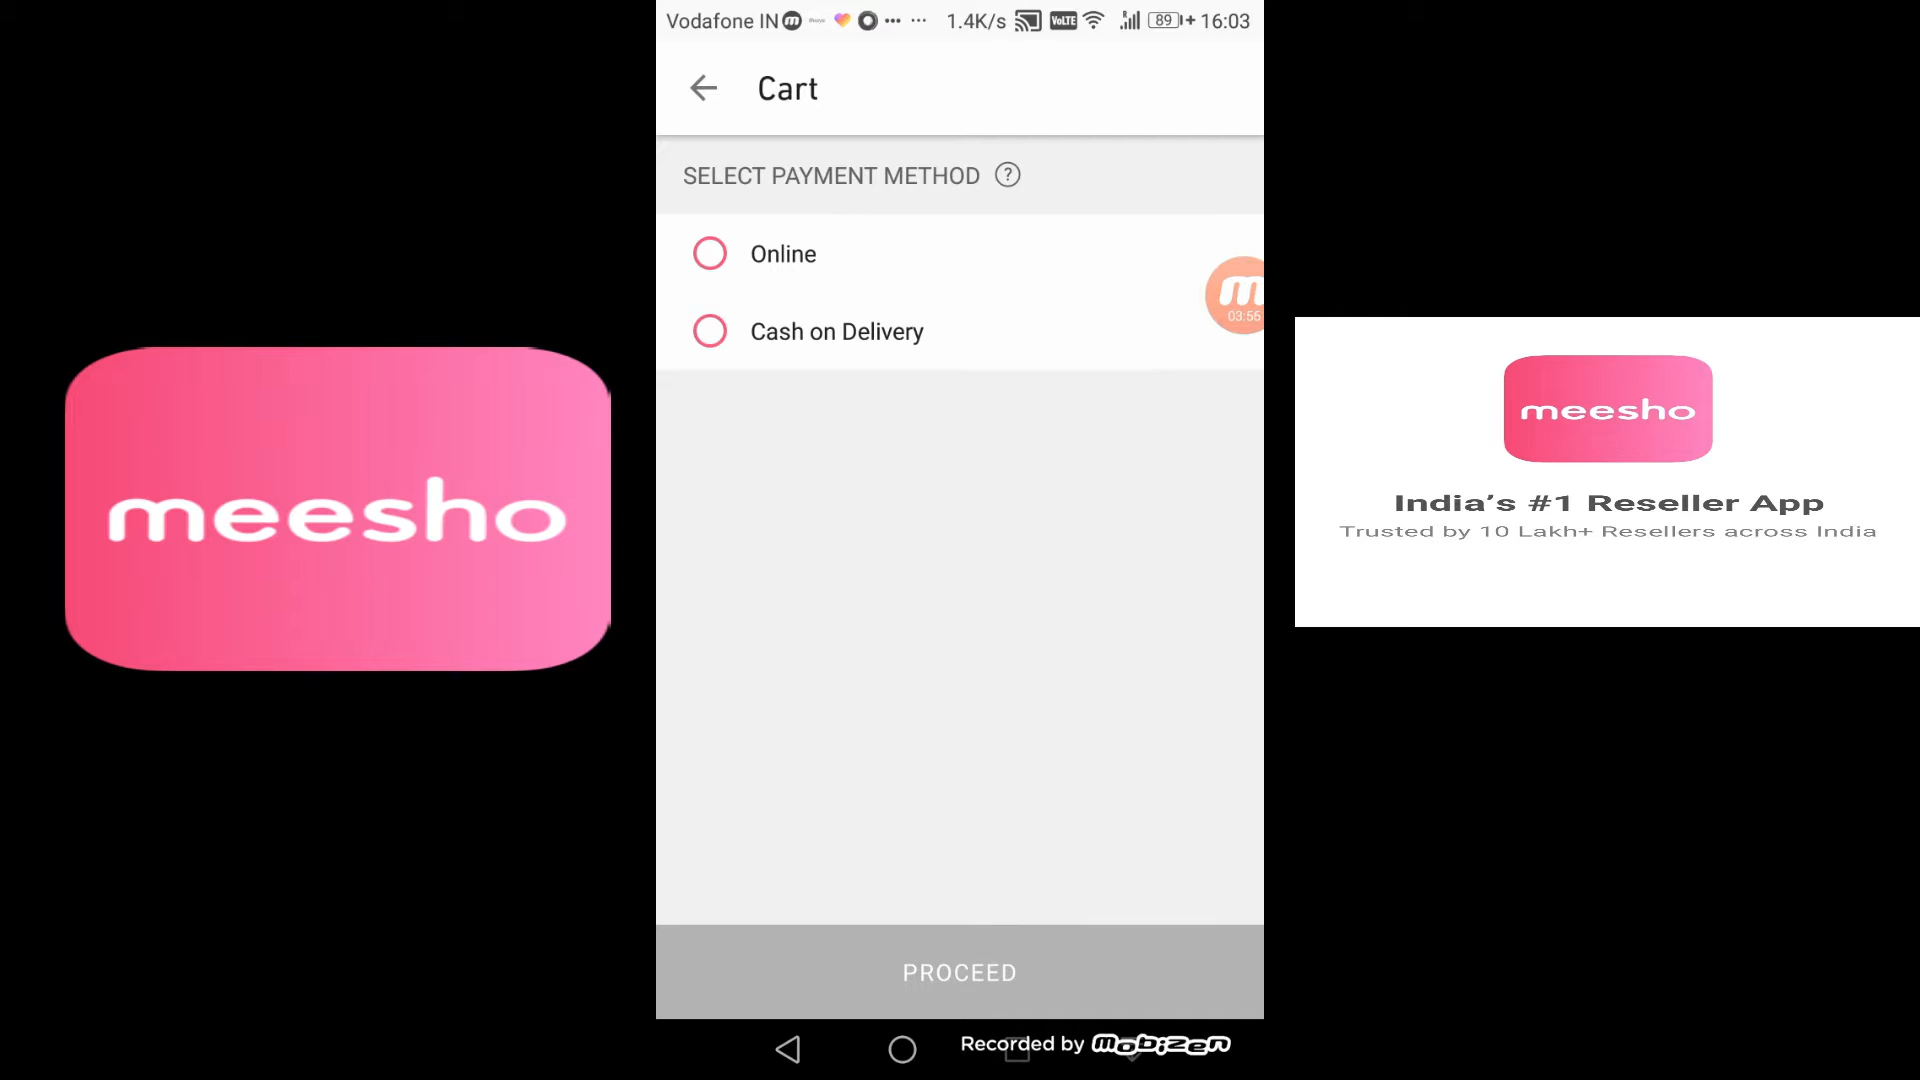 Vodafone IN
1.4K/s
VoLTE
R
89
16:03
Cart
SELECT PAYMENT METHOD ?
Online
03:56
Cash on Delivery
meesho
meesho
India's #1 Reseller App
Trusted by 10 Lakh+ Resellers across India
PROCEED
Recorded by mobizen